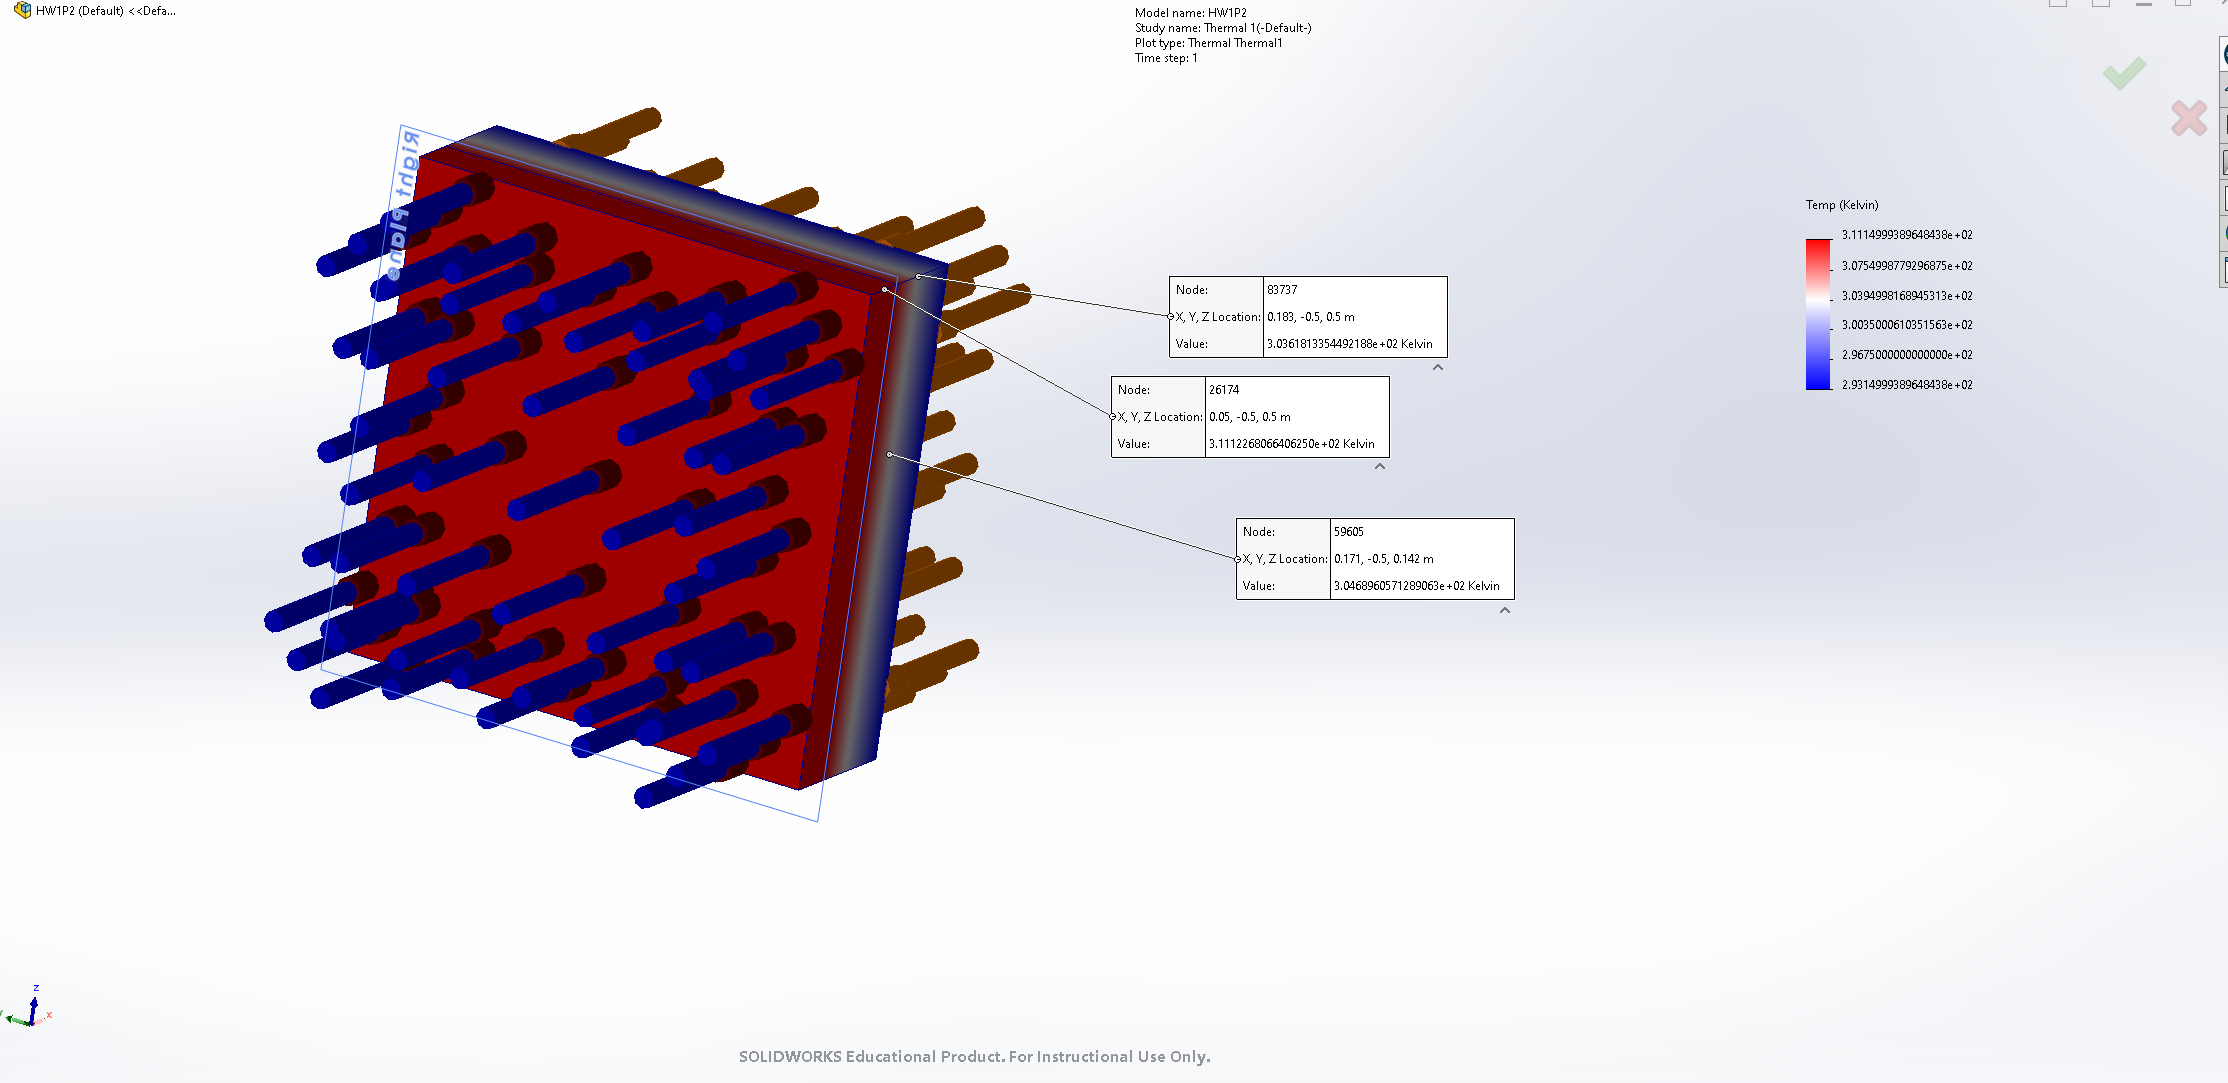 HW1P2 (Default) <<Defa...
Model name: HW1P2
Study name: Thermal 1(-Default-)
Plot type: Thermal Thermal1
Time step: 1
Right Plane
Temp (Kelvin)
3.1114999389648438e+02
3.0754998779296875e+02
3.0394998168945313e+02
3.0035000610351563e+02
2.9675000000000000e+02
2.9314999389648438e+02
Node: 83737
X, Y, Z Location: 0.183, -0.5, 0.5 m
Value: 3.0361813354492188e+02 Kelvin
Node: 26174
X, Y, Z Location: 0.05, -0.5, 0.5 m
Value: 3.1112268066406250e+02 Kelvin
Node: 59605
X, Y, Z Location: 0.171, -0.5, 0.142 m
Value: 3.0468960571289063e+02 Kelvin
z
Y
x
SOLIDWORKS Educational Product. For Instructional Use Only.